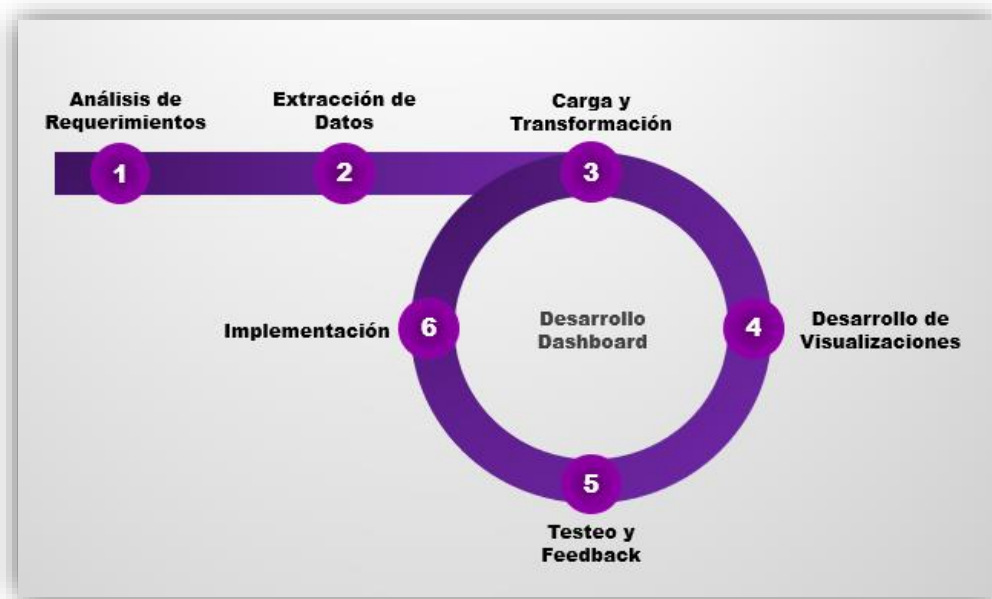 Análisis de
Requerimientos
1
Extracción de
Datos
2
Carga y
Transformación
3
Desarrollo de
Visualizaciones
4
Testeo y
Feedback
5
Implementación
6
Desarrollo
Dashboard